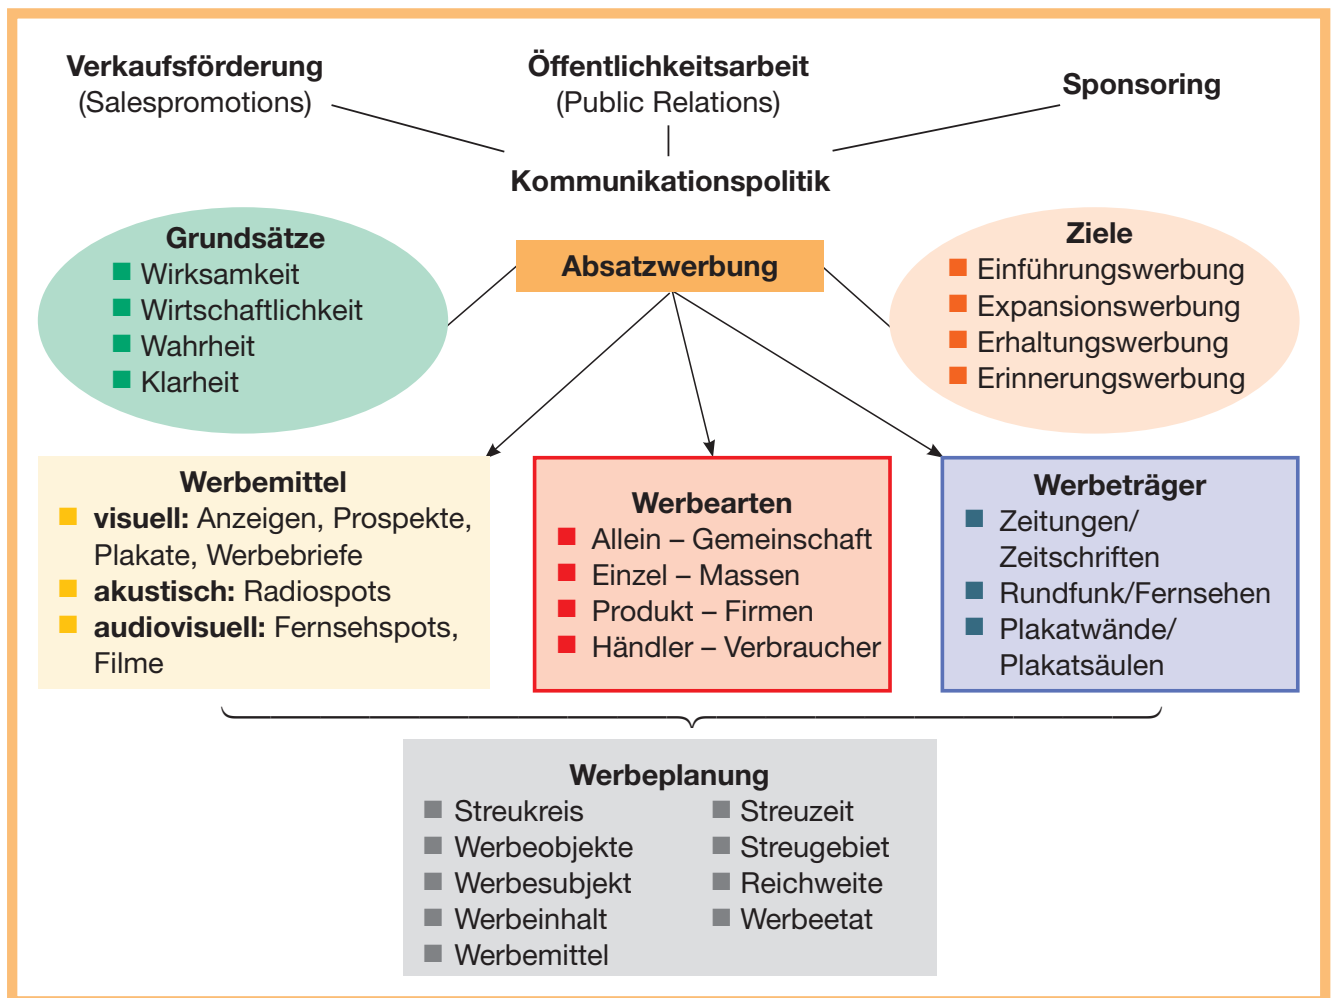 Verkaufsförderung
(Salespromotions)
Öffentlichkeitsarbeit
(Public Relations)
Sponsoring
Kommunikationspolitik
Grundsätze
Wirksamkeit
Wirtschaftlichkeit
Wahrheit
Klarheit
Absatzwerbung
Ziele
Einführungswerbung
Expansionswerbung
Erhaltungswerbung
Erinnerungswerbung
Werbemittel
visuell: Anzeigen, Prospekte,
Plakate, Werbebriefe
akustisch: Radiospots
audiovisuell: Fernsehspots,
Filme
Werbearten
Allein – Gemeinschaft
Einzel – Massen
Produkt – Firmen
Händler – Verbraucher
Werbeträger
Zeitungen/
Zeitschriften
Rundfunk/Fernsehen
Plakatwände/
Plakatsäulen
Werbeplanung
Streukreis
Werbeobjekte
Werbesubjekt
Werbeinhalt
Werbemittel
Streuzeit
Streugebiet
Reichweite
Werbeetat